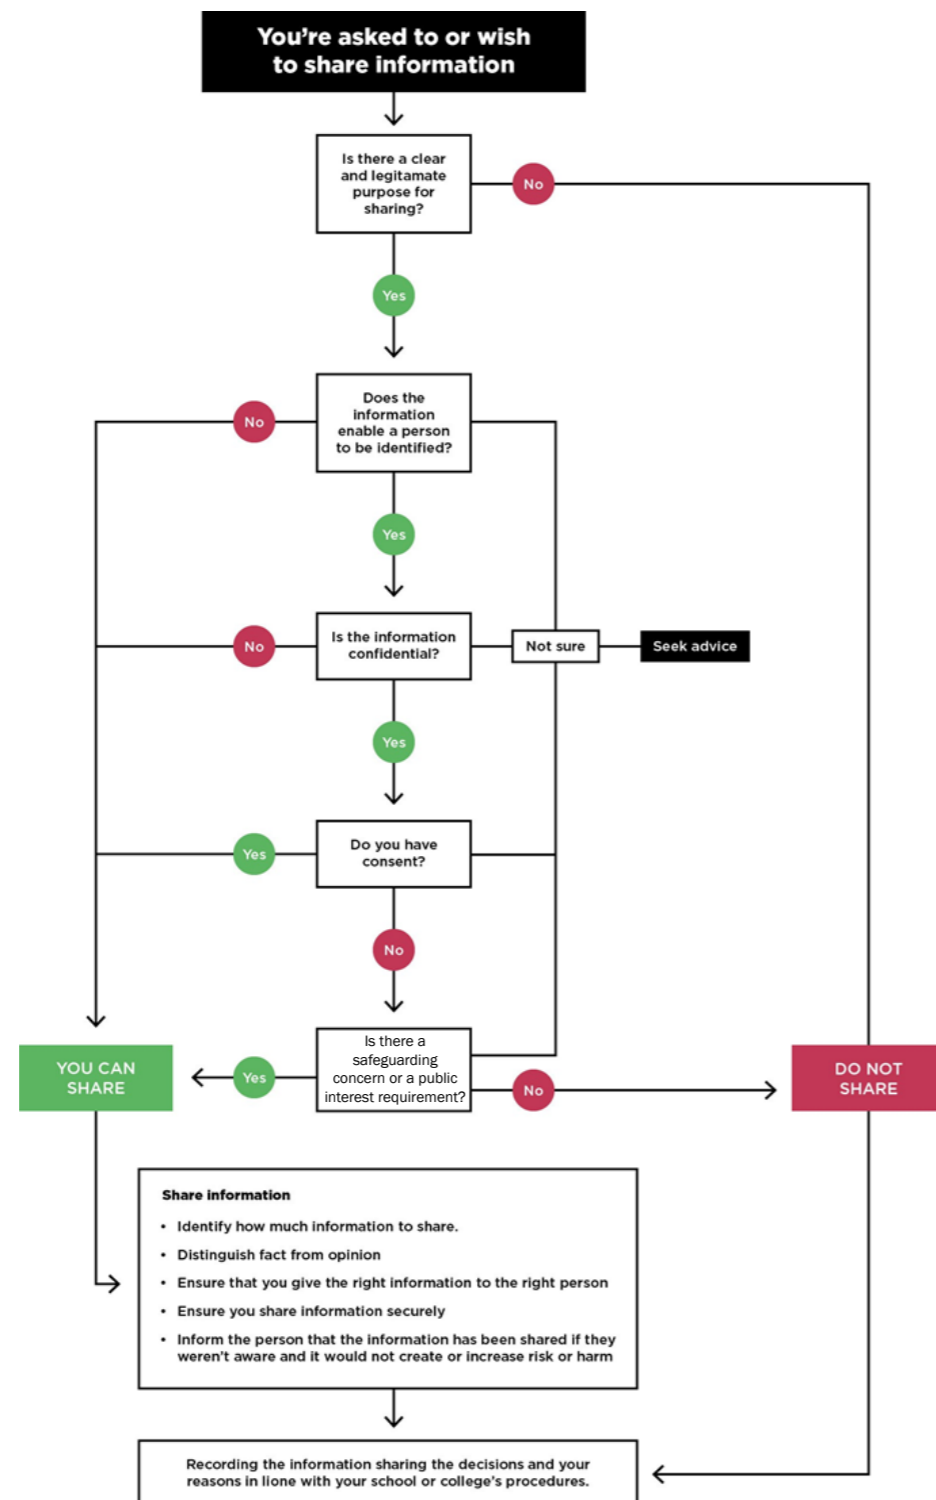 You're asked to or wish
to share information
Is there a clear
and legitamate
purpose for
sharing?
No
Yes
Does the
information
enable a person
to be identified?
No
Yes
Is the information
confidential?
No
Not sure
Seek advice
Yes
Do you have
consent?
Yes
No
Is there a
safeguarding
concern or a public
interest requirement?
Yes
No
YOU CAN
SHARE
DO NOT
SHARE
Share information
• Identify how much information to share.
• Distinguish fact from opinion
• Ensure that you give the right information to the right person
• Ensure you share information securely
• Inform the person that the information has been shared if they
weren't aware and it would not create or increase risk or harm
Recording the information sharing the decisions and your
reasons in lione with your school or college's procedures.